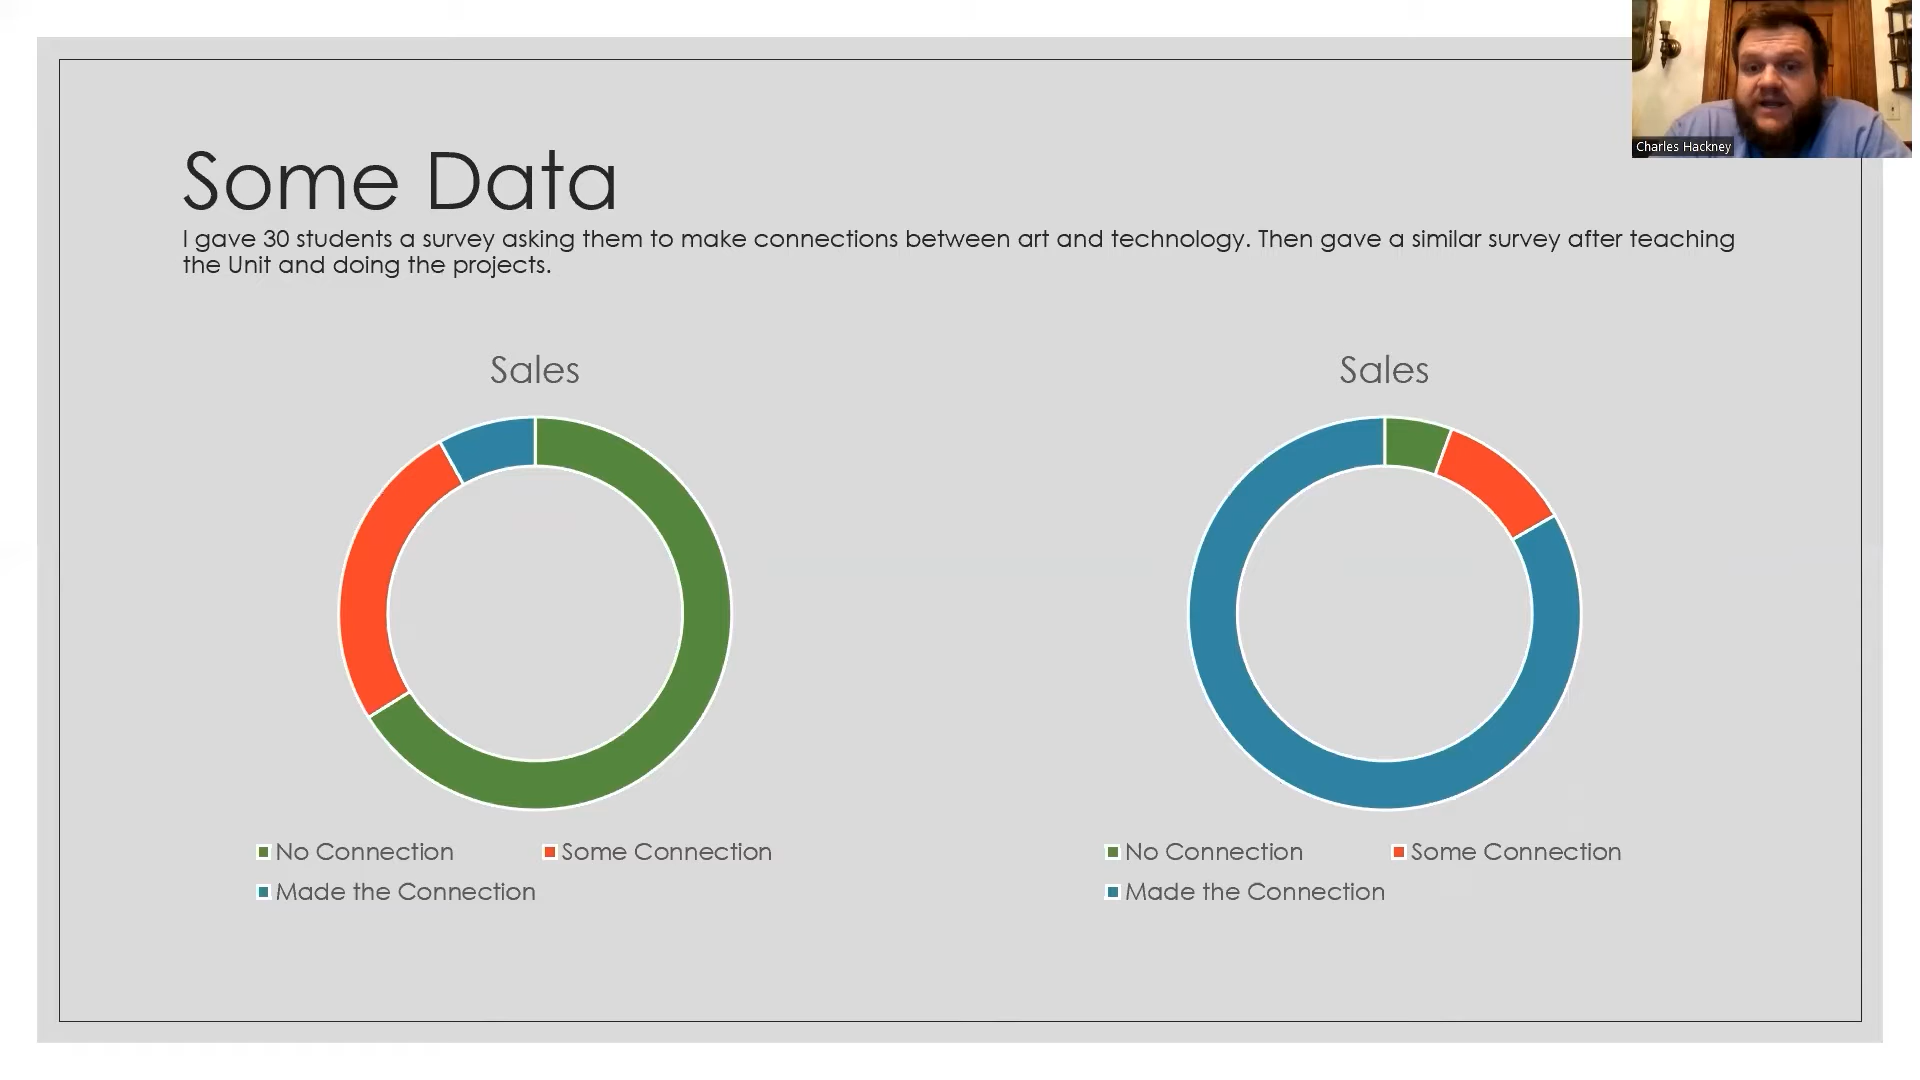 Charles Hackney
Some Data
I gave 30 students a survey asking them to make connections between art and technology. Then gave a similar survey after teaching
the Unit and doing the projects.
Sales
No Connection
Some Connection
Made the Connection
Sales
No Connection
Some Connection
Made the Connection